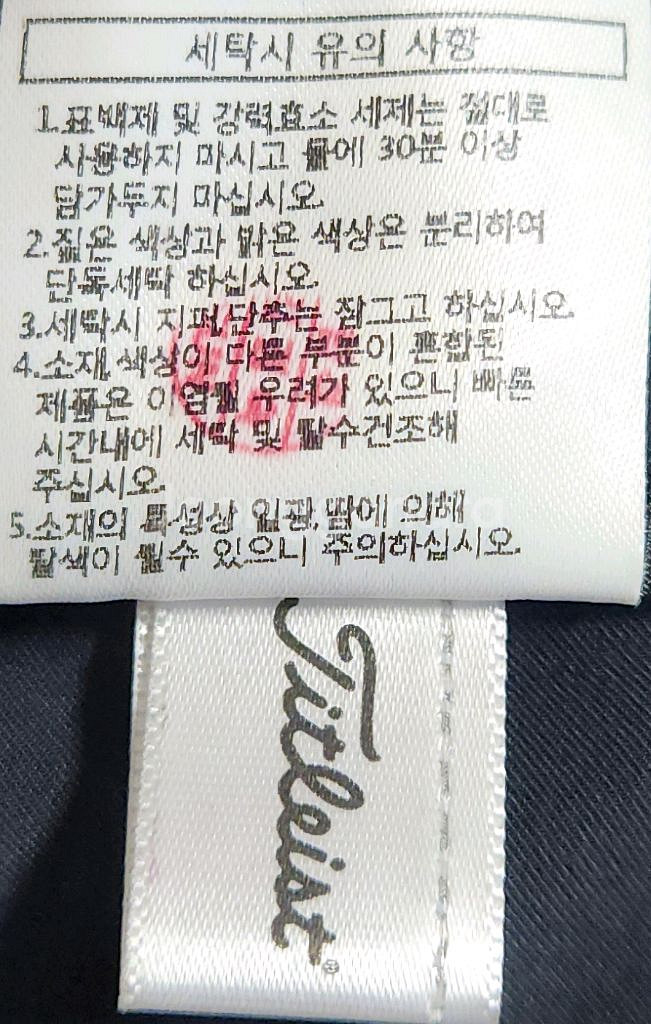 세탁시 유의 사항
1.표백제 및 강력효소 세제는 절대로
사용하지 마시고 물에 30분 이상
담가두지 마십시오.
2.짙은 색상과 밝은 색상은 분리하여
단독세탁 하십시오.
3.세탁시 지퍼,단추는 잠그고 하십시오.
4.소재,색상이 다른 부분이 혼합된
제품은 이염될 우려가 있으니 빠른
시간내에 세탁 및 탈수건조해
주십시오.
5.소재의 특성상 일광,땀에 의해
탈색이 될수 있으니 주의하십시오.
Titleist®